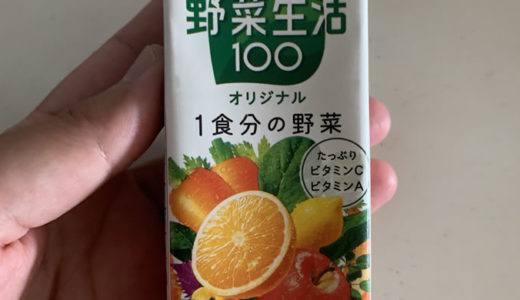 野菜生活
100
オリジナル
1食分の野菜
たっぷり
ビタミンC
ビタミンA